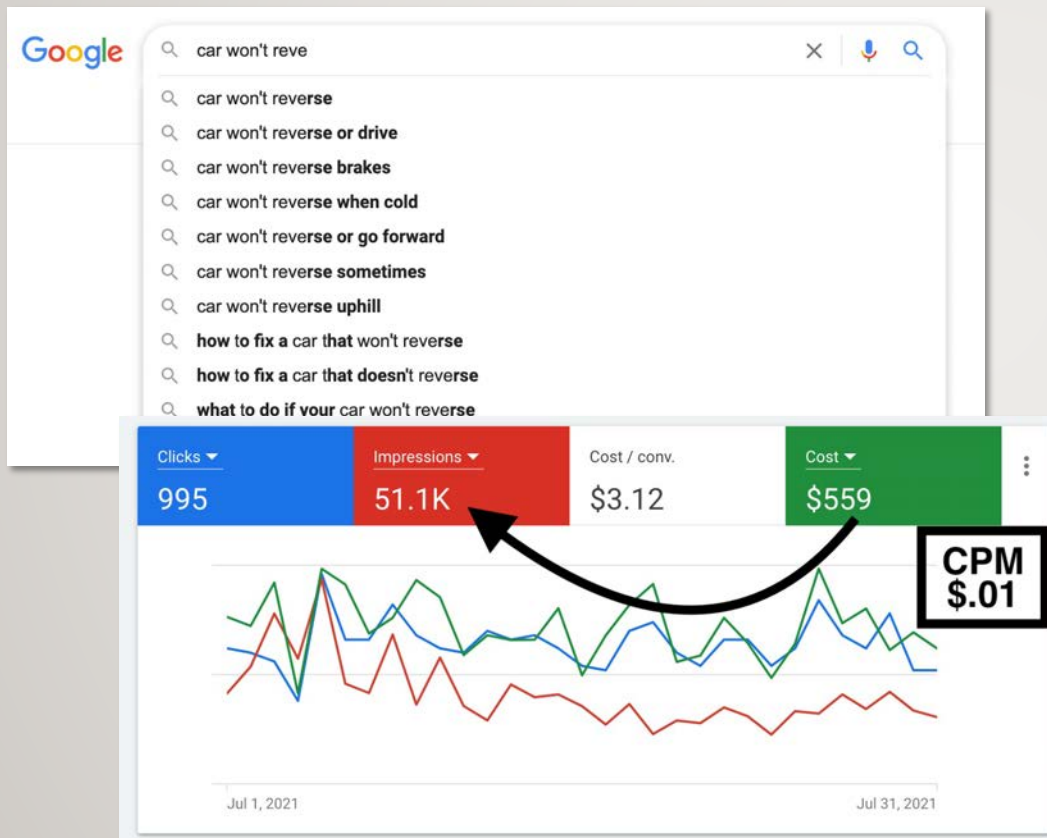 Google
car won't reve
car won't reverse
car won't reverse or drive
car won't reverse brakes
car won't reverse when cold
car won't reverse or go forward
car won't reverse sometimes
car won't reverse uphill
how to fix a car that won't reverse
how to fix a car that doesn't reverse
what to do if your car won't reverse
Clicks Impressions Cost / conv. Cost
995 51.1K $3.12 $559
CPM
$.01
Jul 1, 2021 Jul 31, 2021